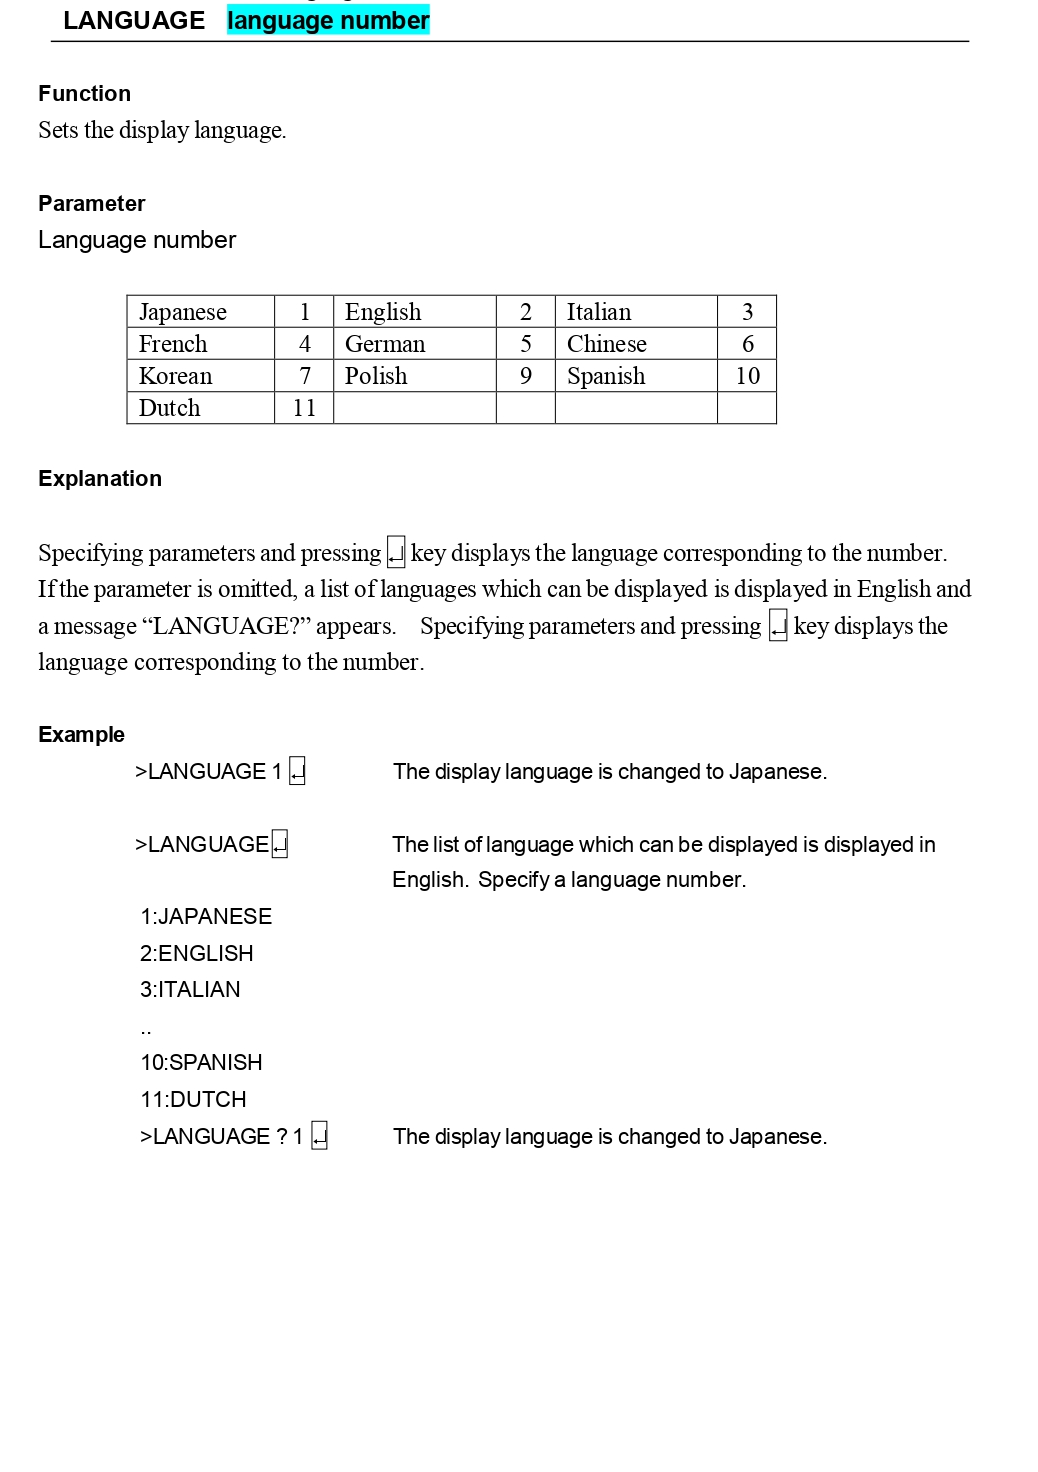 LANGUAGE language number
Function
Sets the display language.
Parameter
Language number
Japanese 1 English 2 Italian 3
French 4 German 5 Chinese 6
Korean 7 Polish 9 Spanish 10
Dutch 11
Explanation
Specifying parameters and pressing ↵ key displays the language corresponding to the number.
If the parameter is omitted, a list of languages which can be displayed is displayed in English and
a message “LANGUAGE?” appears. Specifying parameters and pressing ↵ key displays the
language corresponding to the number.
Example
>LANGUAGE 1 ↵ The display language is changed to Japanese.
>LANGUAGE ↵ The list of language which can be displayed is displayed in
English. Specify a language number.
1:JAPANESE
2:ENGLISH
3:ITALIAN
..
10:SPANISH
11:DUTCH
>LANGUAGE ? 1 ↵ The display language is changed to Japanese.